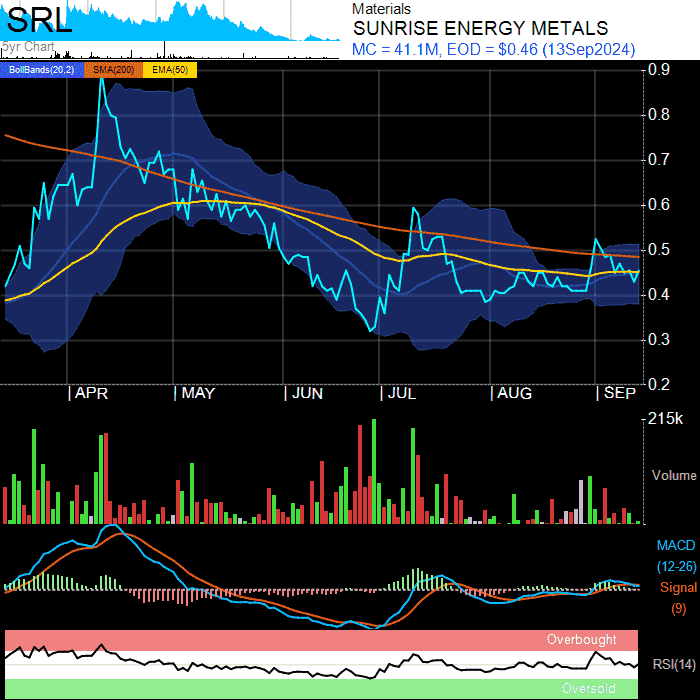 SRL
5yr Chart
Materials
SUNRISE ENERGY METALS
MC = 41.1M, EOD = $0.46 (13Sep2024)
BollBands(20,2) SMA(200) EMA(50)
0.9
0.8
0.7
0.6
0.5
0.4
0.3
0.2
APR MAY JUN JUL AUG SEP
215k
Volume
MACD
(12-26)
Signal
(9)
Overbought
RSI(14)
Oversold